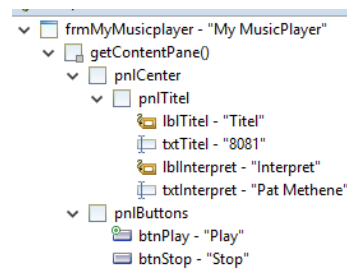 frmMyMusicplayer - "My MusicPlayer"
getContentPane()
pnlCenter
pnlTitel
lblTitel - "Titel"
txtTitel - "8081"
lblInterpret - "Interpret"
txtInterpret - "Pat Methene"
pnlButtons
btnPlay - "Play"
btnStop - "Stop"